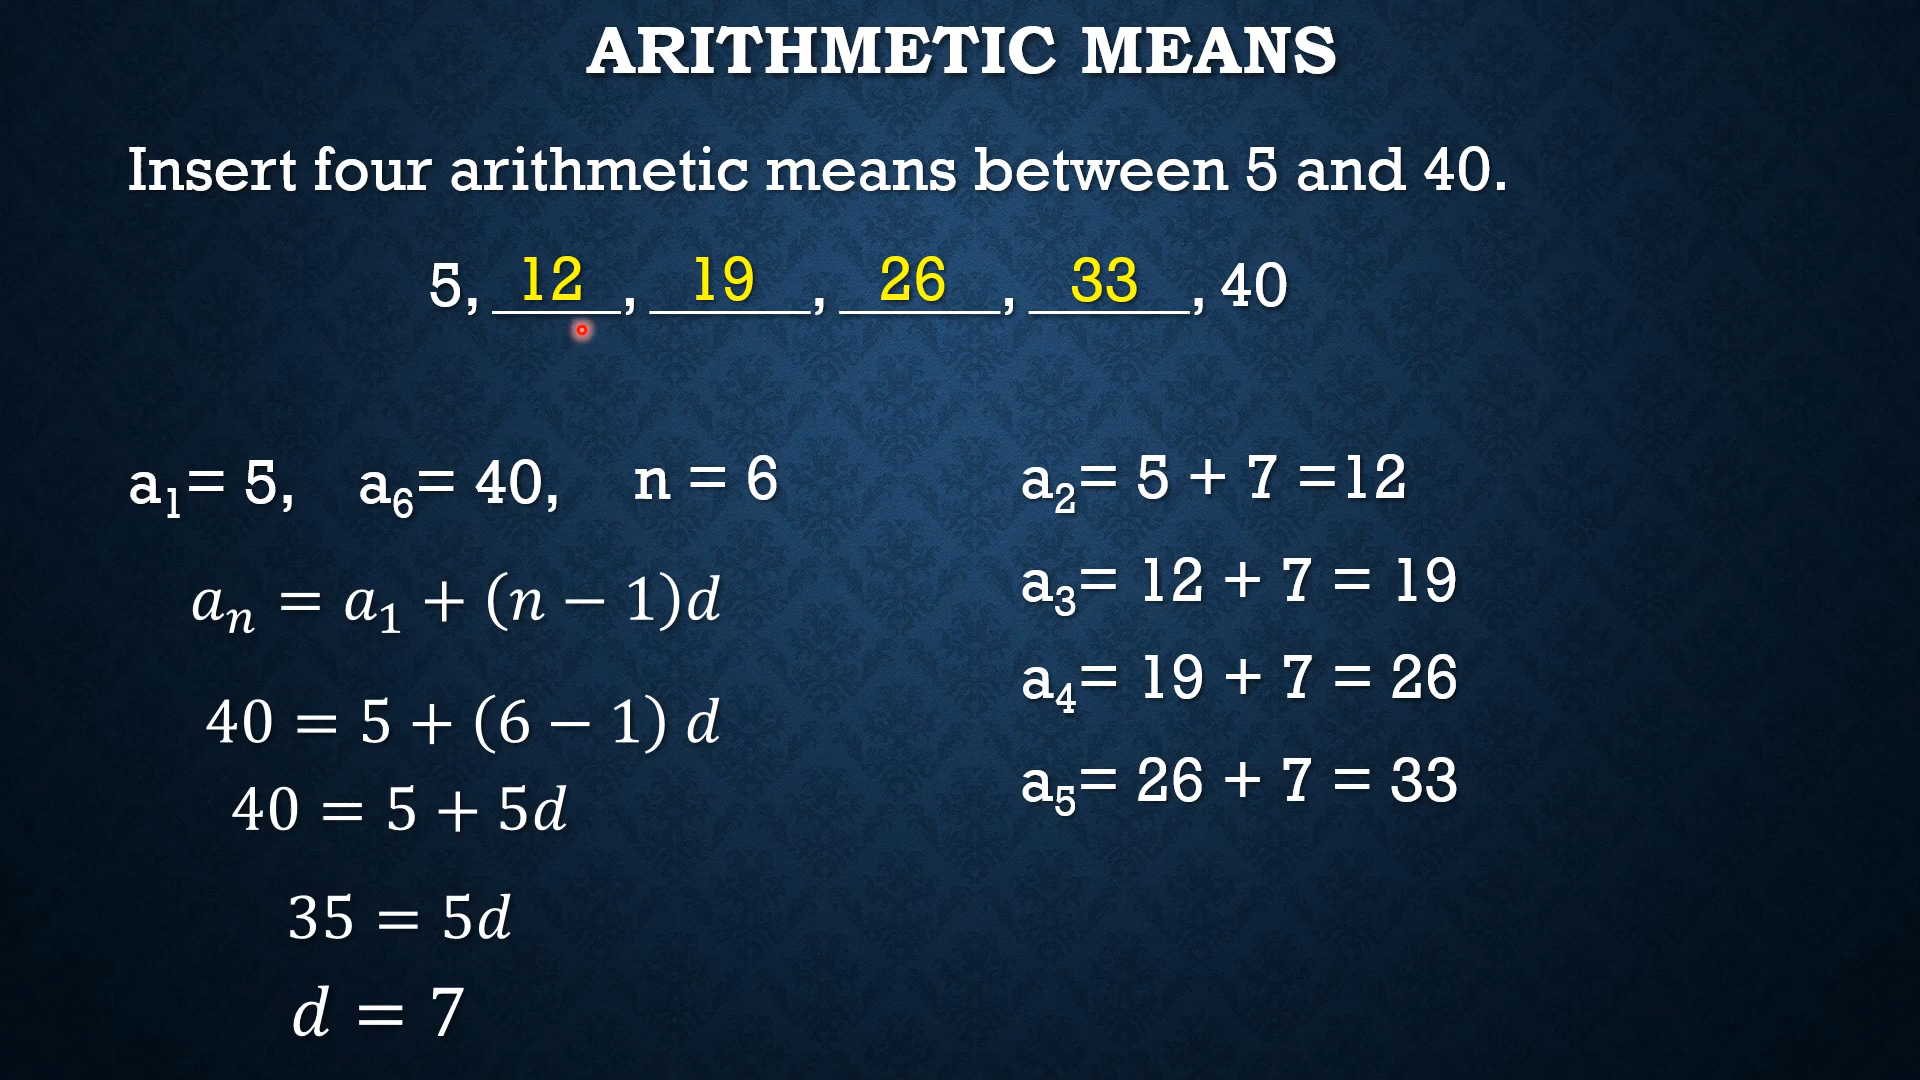 ARITHMETIC MEANS
Insert four arithmetic means between 5 and 40.
5, 12, 19, 26, 33, 40
a₁= 5, a₆= 40, n = 6
aₙ = a₁ + (n − 1)d
40 = 5 + (6 − 1) d
40 = 5 + 5d
35 = 5d
d = 7
a₂= 5 + 7 =12
a₃= 12 + 7 = 19
a₄= 19 + 7 = 26
a₅= 26 + 7 = 33